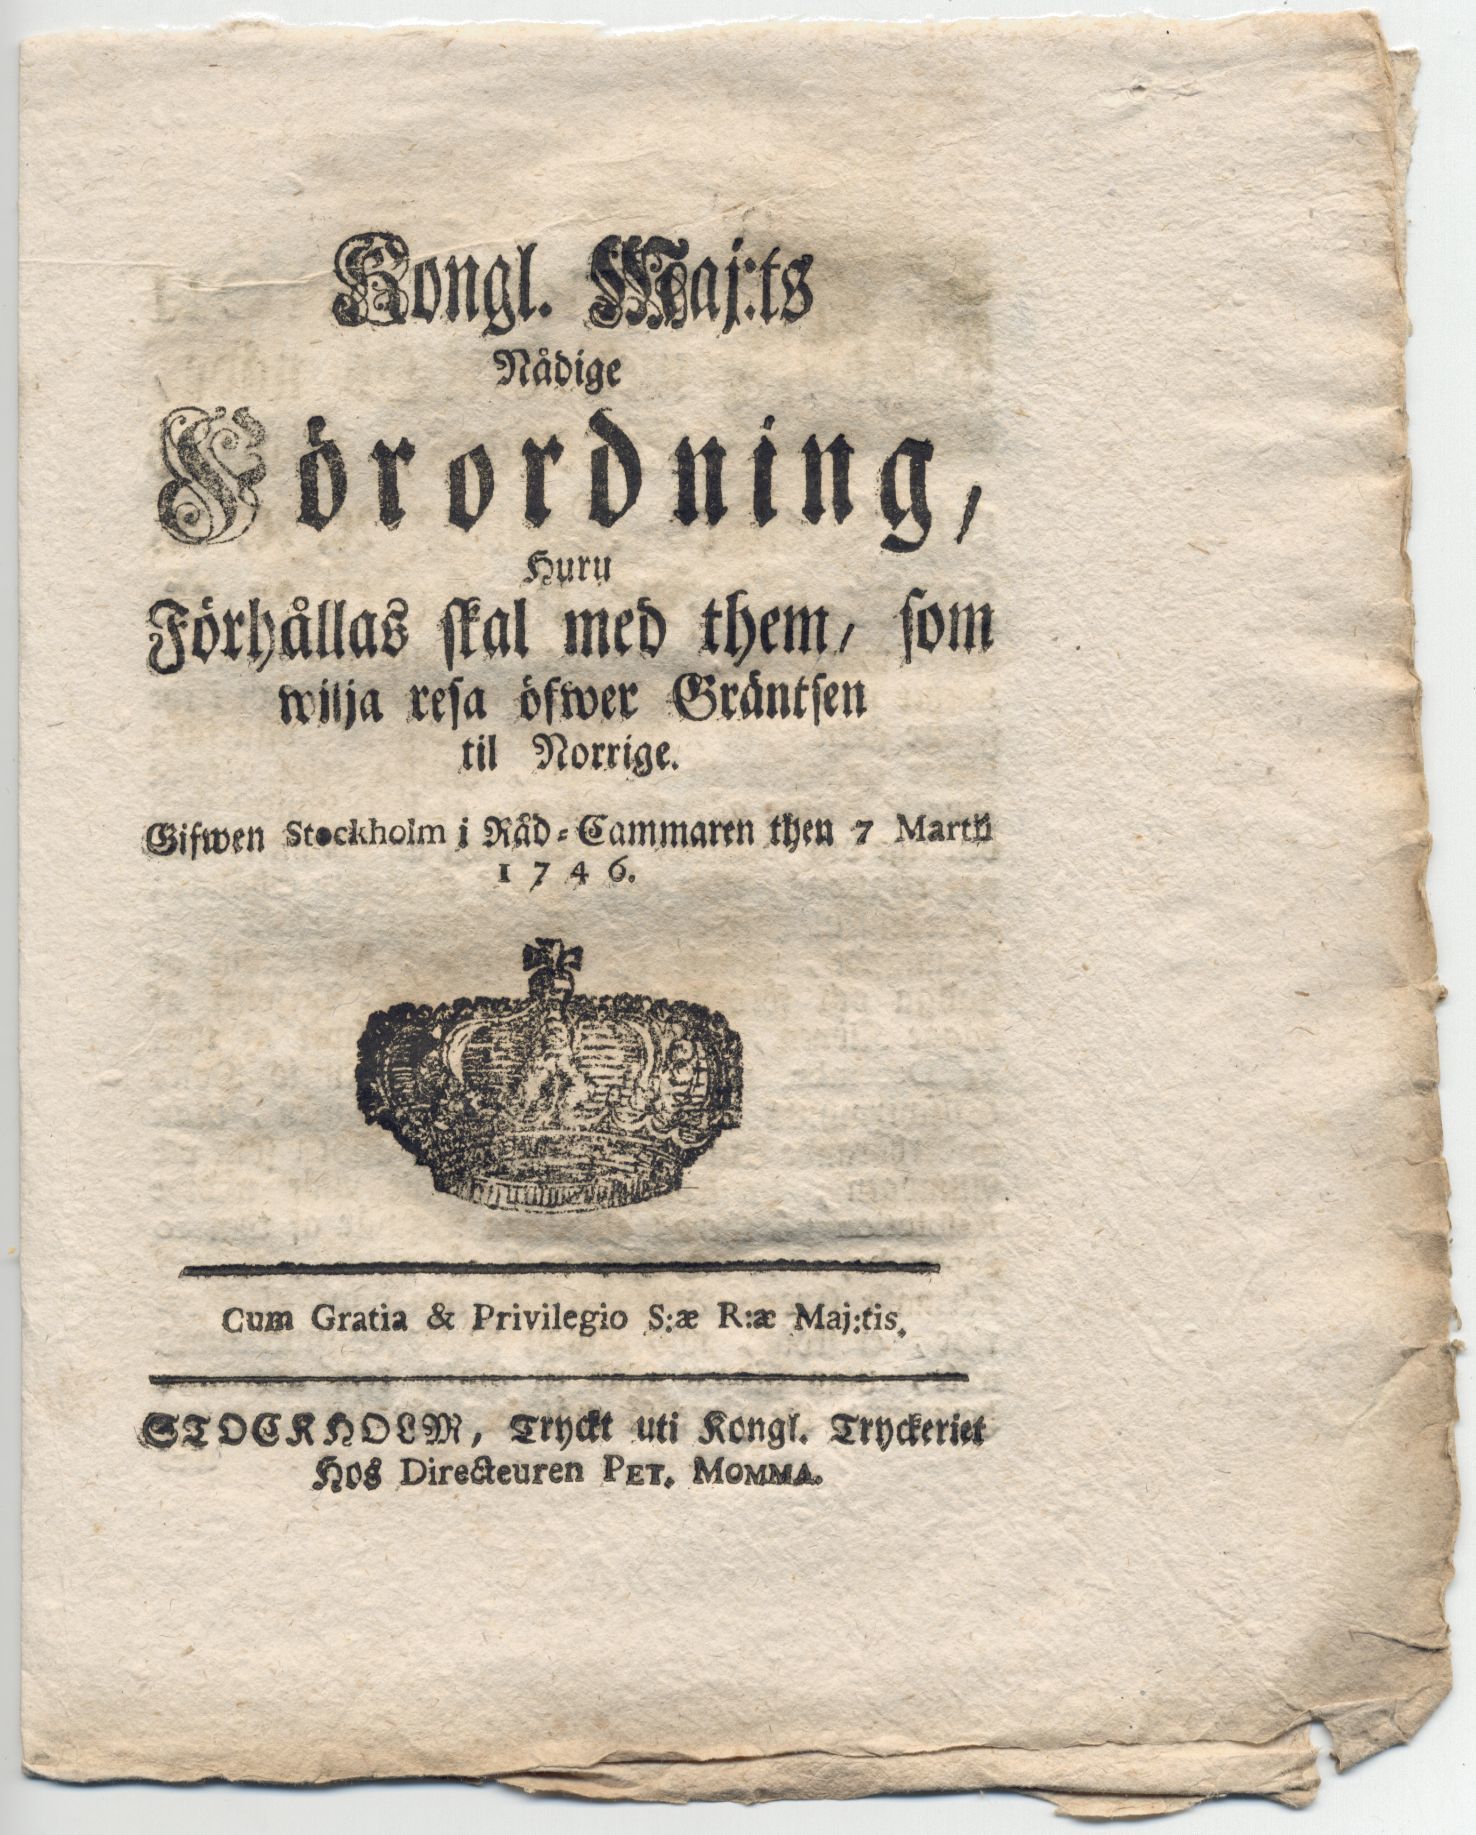 Kongl. Maj:ts
Nådige
Förordning,
Huru
Förhållas skal med them, som
wilja resa öfwer Gräntsen
til Norrige.
Gifwen Stockholm i Råd-Cammaren then 7 Martii
1746.
Cum Gratia & Privilegio S:æ R:æ Maj:tis.
STOCKHOLM, Tryckt uti Kongl. Tryckeriet
Hos Directeuren PET. MOMMA.